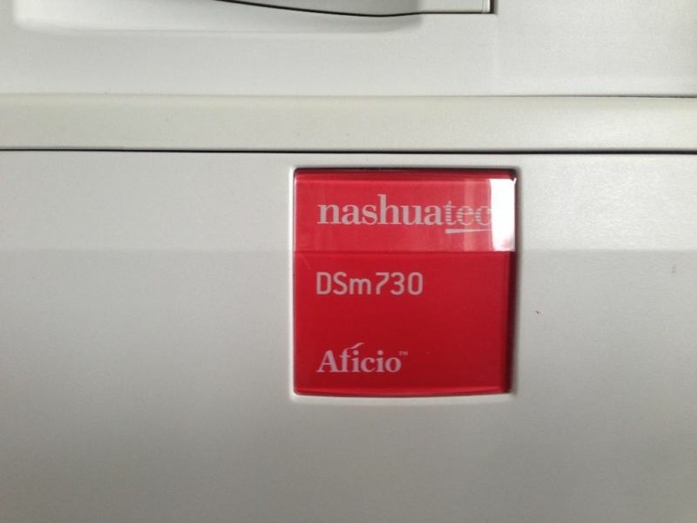 nashuatec
DSm730
Aficio™